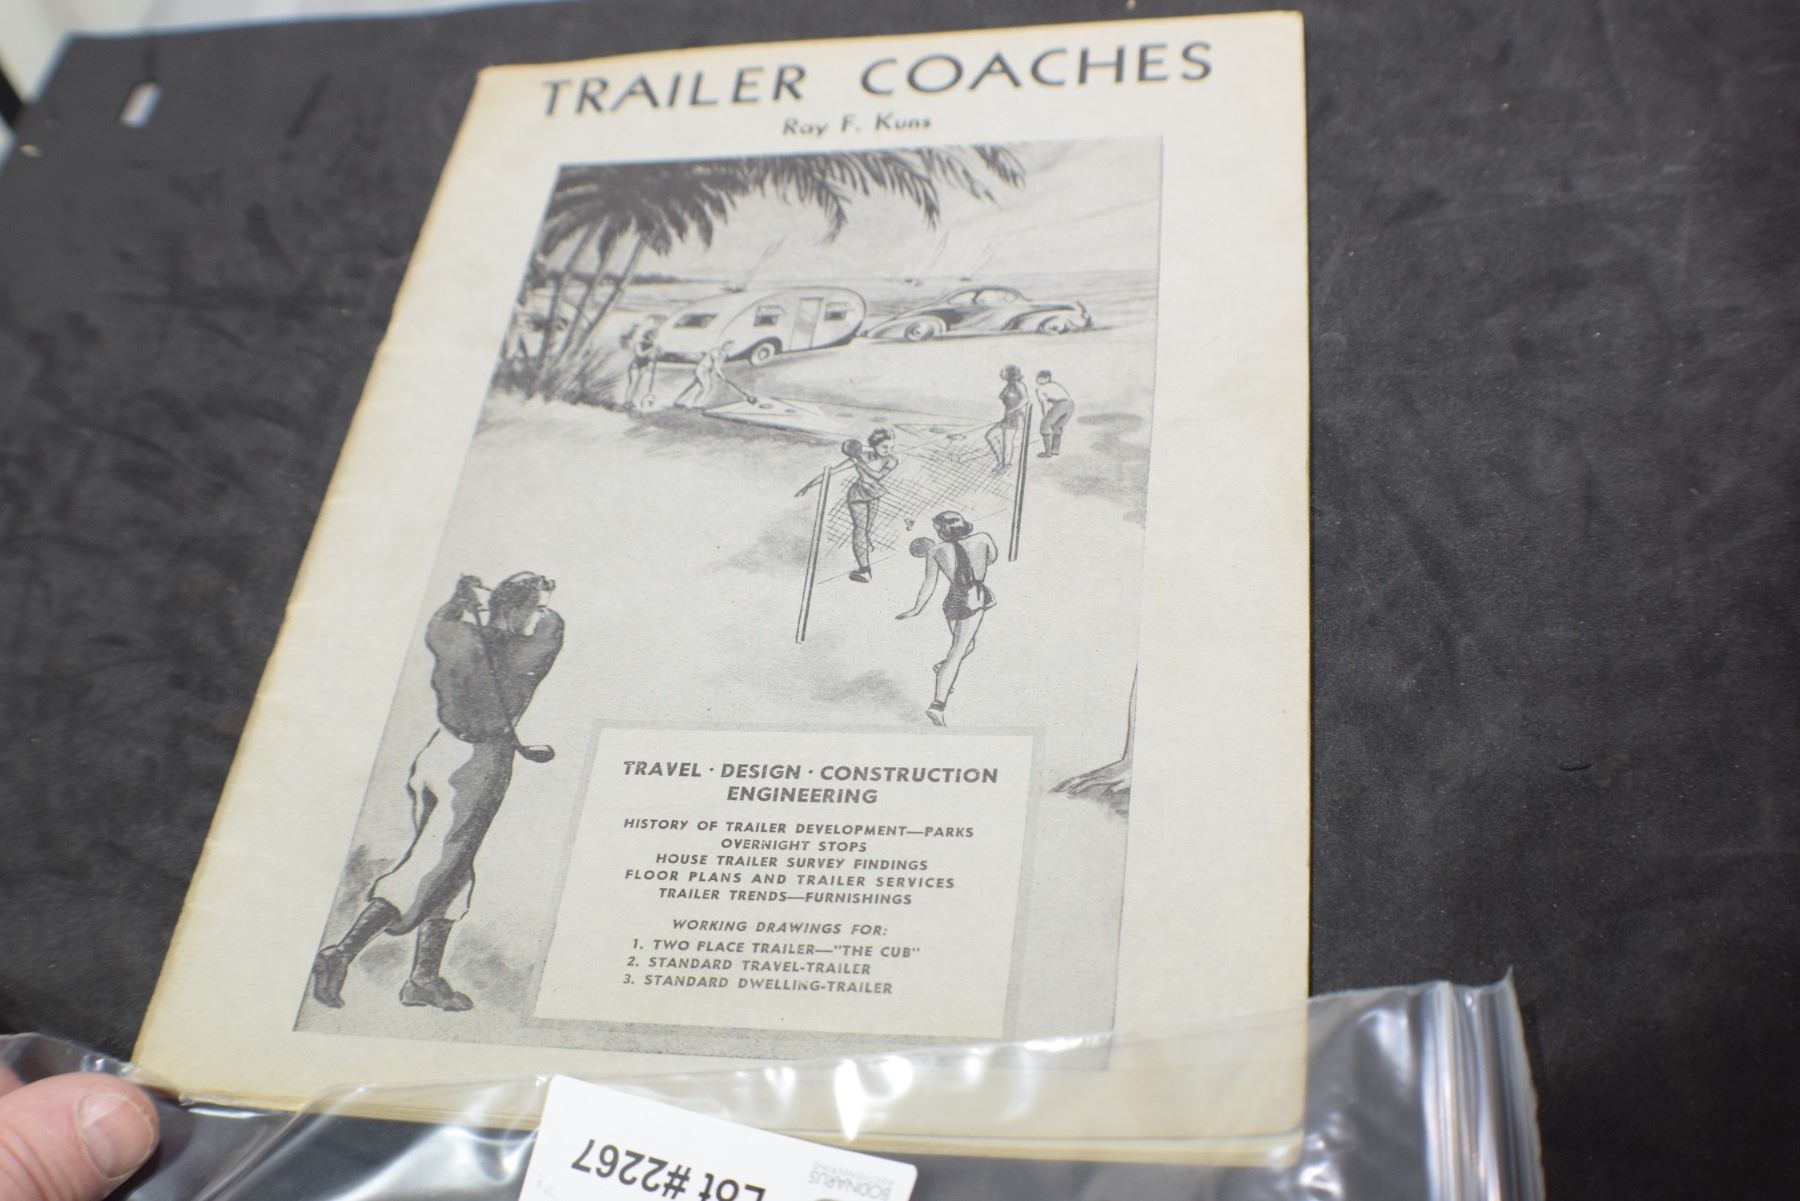 TRAILER COACHES
Ray F. Kuns
TRAVEL · DESIGN · CONSTRUCTION
ENGINEERING
HISTORY OF TRAILER DEVELOPMENT—PARKS
OVERNIGHT STOPS
HOUSE TRAILER SURVEY FINDINGS
FLOOR PLANS AND TRAILER SERVICES
TRAILER TRENDS—FURNISHINGS
WORKING DRAWINGS FOR:
1. TWO PLACE TRAILER—"THE CUB"
2. STANDARD TRAVEL-TRAILER
3. STANDARD DWELLING-TRAILER
Lot #2267
BODNARUS